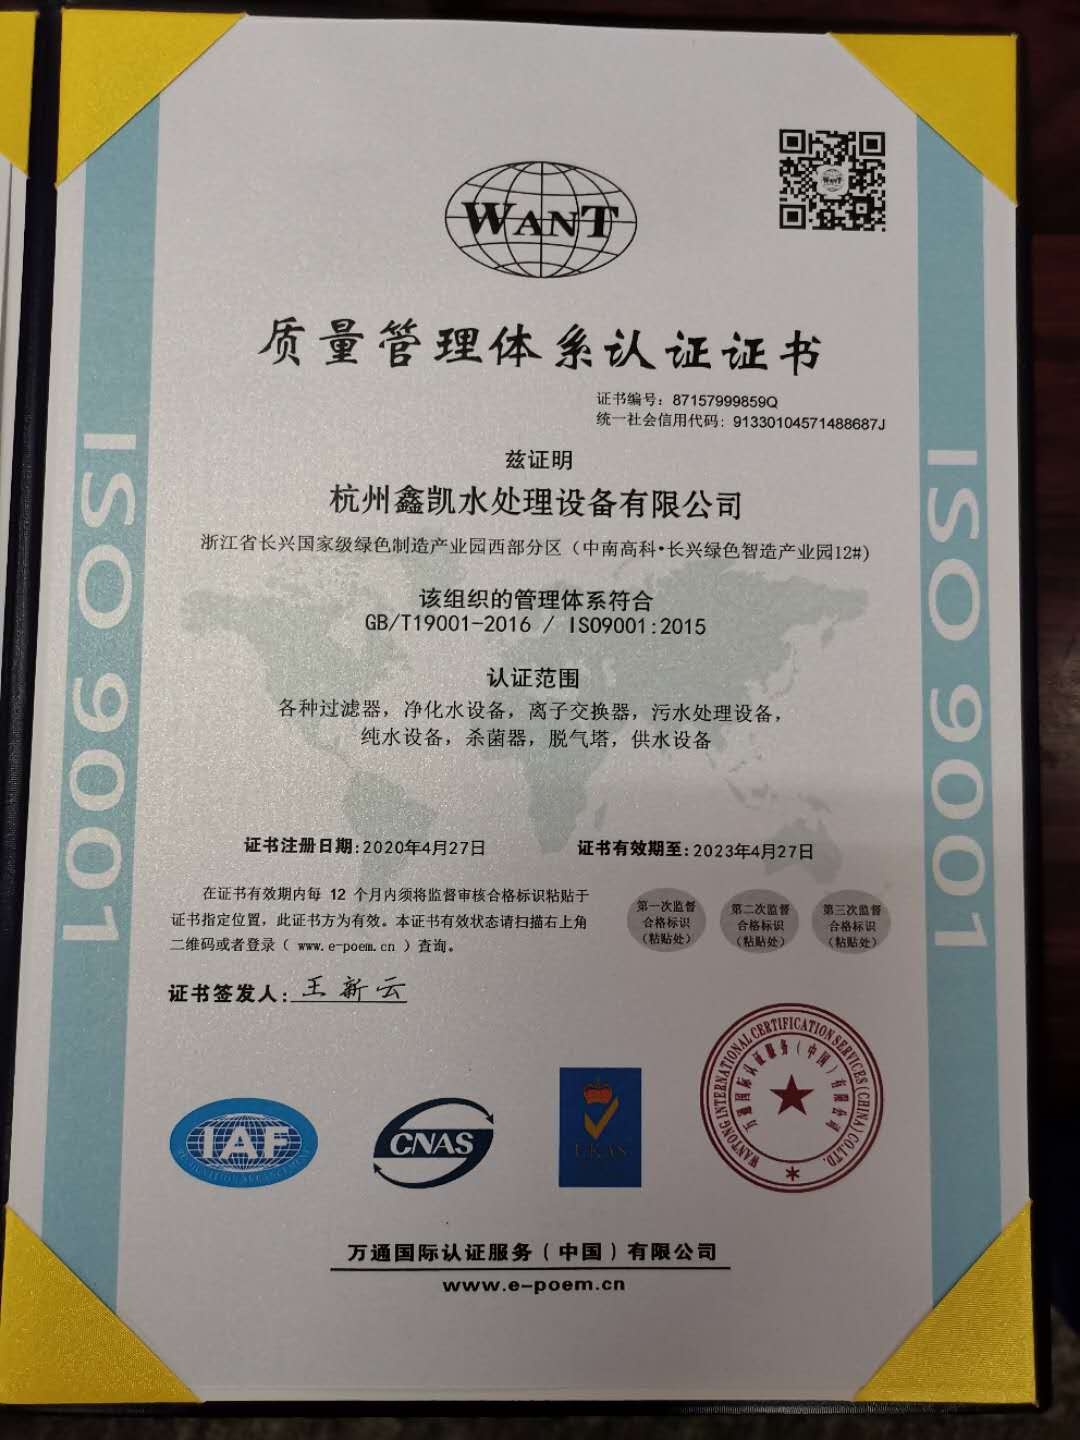 WANT
质量管理体系认证证书
证书编号：87157999859Q
统一社会信用代码：91330104571488687J
兹证明
杭州鑫凯水处理设备有限公司
浙江省长兴国家级绿色制造产业园西部分区（中南高科•长兴绿色智造产业园12#）
该组织的管理体系符合
GB/T19001-2016 / ISO9001:2015
认证范围
各种过滤器，净化水设备，离子交换器，污水处理设备，
纯水设备，杀菌器，脱气塔，供水设备
证书注册日期:2020年4月27日
证书有效期至:2023年4月27日
在证书有效期内每 12 个月内须将监督审核合格标识粘贴于
证书指定位置，此证书方为有效。本证书有效状态请扫描右上角
二维码或者登录（ www.e-poem.cn ）查询。
第一次监督
合格标识
（粘贴处）
第二次监督
合格标识
（粘贴处）
第三次监督
合格标识
（粘贴处）
证书签发人:王新云
IAF
CNAS
UKAS
WANTONG INTERNATIONAL CERTIFICATION SERVICES (CHINA) CO.LTD.
万通国际认证服务（中国）有限公司
万通国际认证服务（中国）有限公司
www.e-poem.cn
ISO 9001
ISO 9001